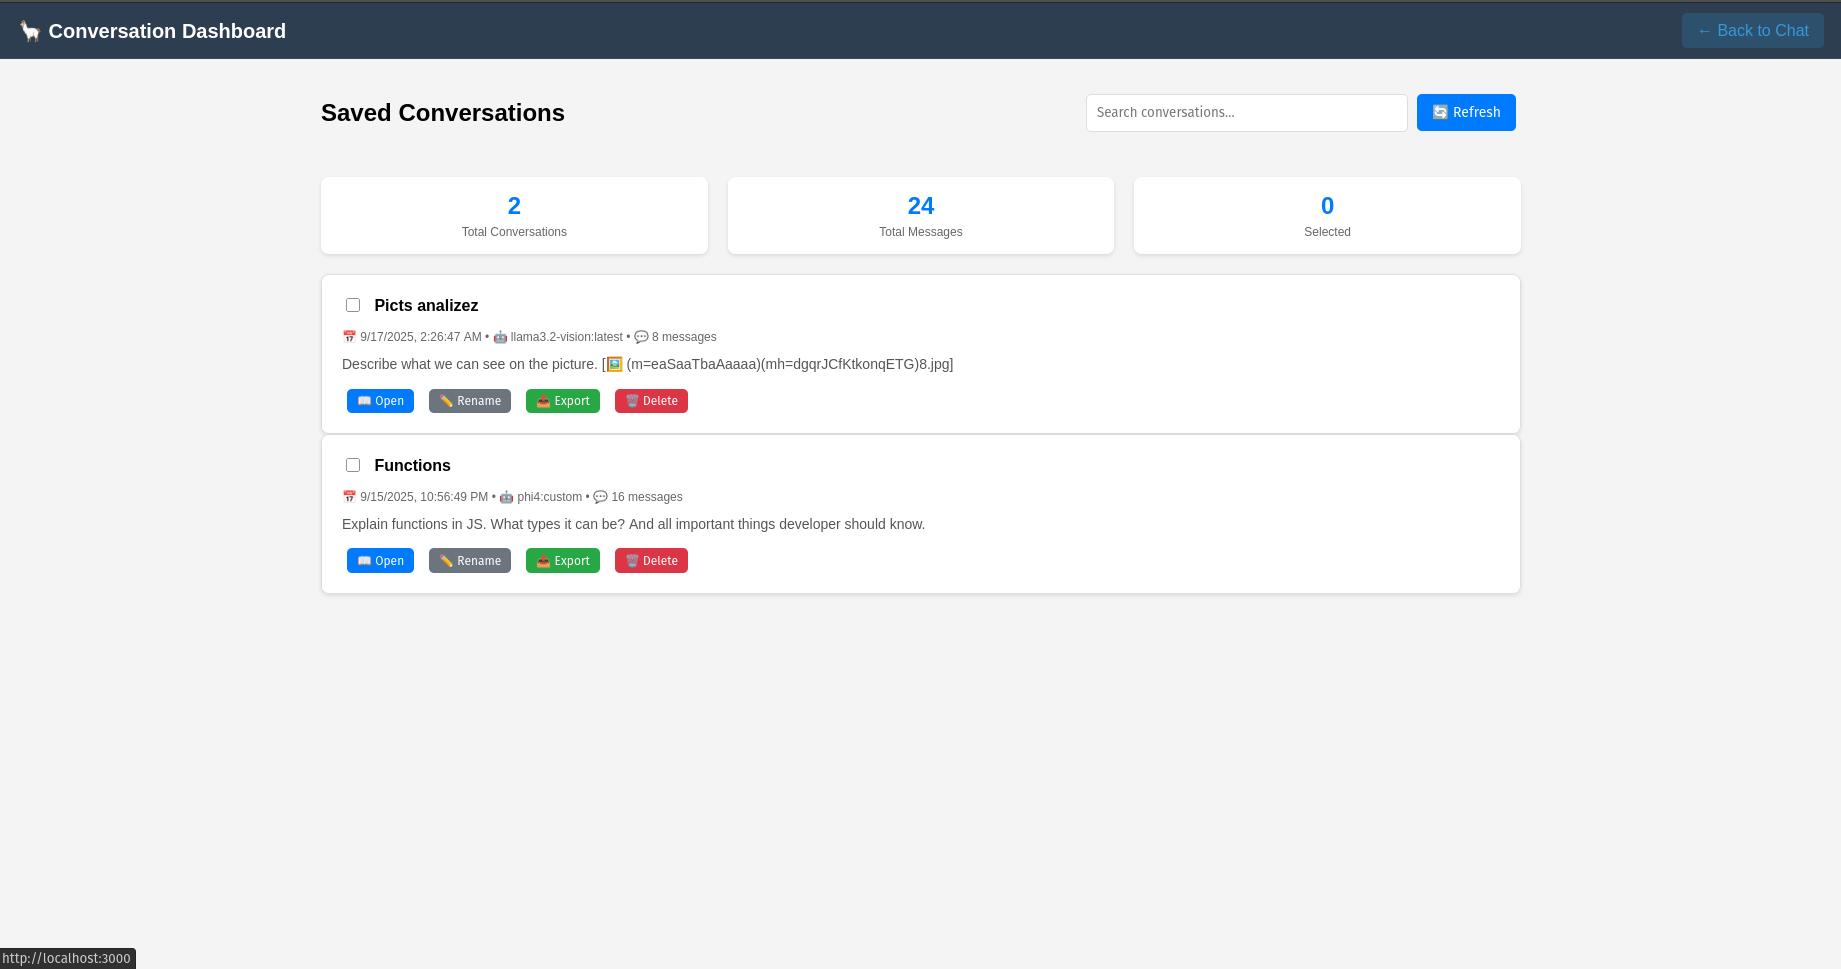 🦙 Conversation Dashboard
← Back to Chat
Saved Conversations
Search conversations...
🔄 Refresh
2
Total Conversations
24
Total Messages
0
Selected
Picts analizez
📅 9/17/2025, 2:26:47 AM • 🤖 llama3.2-vision:latest • 💬 8 messages
Describe what we can see on the picture. [🖼️ (m=eaSaaTbaAaaaa)(mh=dgqrJCfKtkonqETG)8.jpg]
📖 Open
✏️ Rename
📤 Export
🗑️ Delete
Functions
📅 9/15/2025, 10:56:49 PM • 🤖 phi4:custom • 💬 16 messages
Explain functions in JS. What types it can be? And all important things developer should know.
📖 Open
✏️ Rename
📤 Export
🗑️ Delete
http://localhost:3000